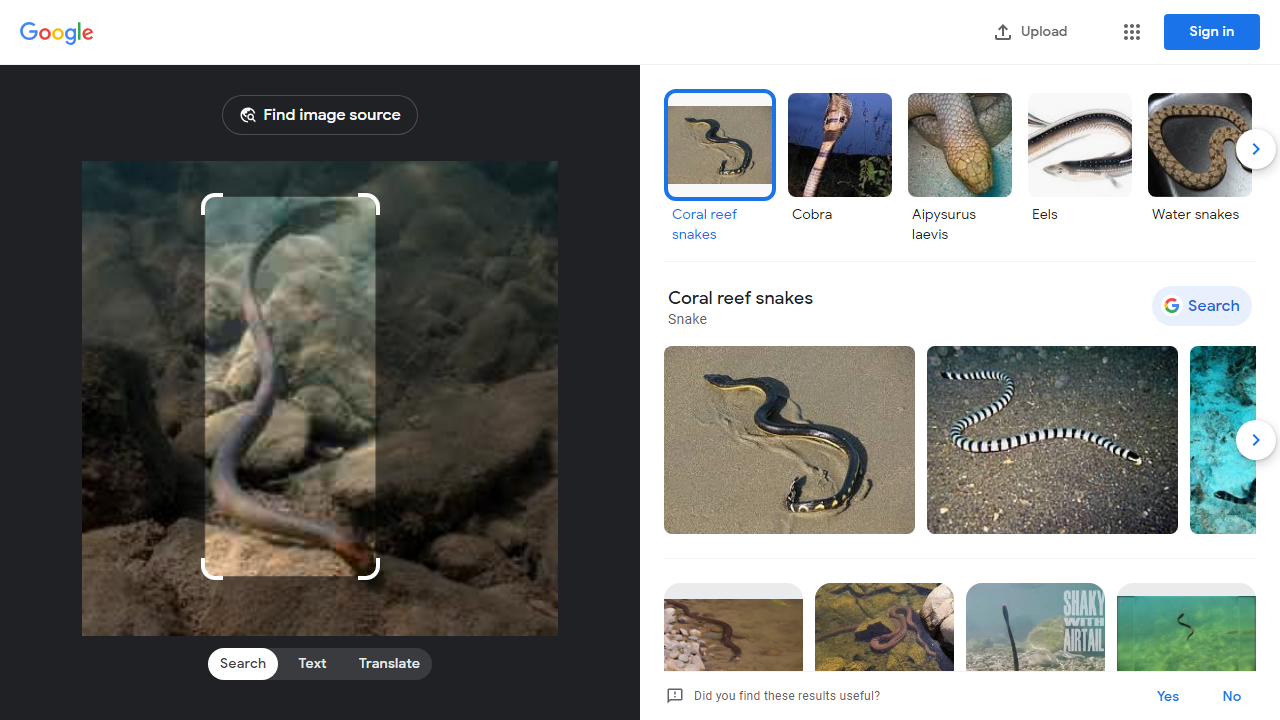 Google
Upload
Sign in
Find image source
Search
Text
Translate
Coral reef
snakes
Cobra
Aipysurus
laevis
Eels
Water snakes
Coral reef snakes
Snake
Search
SHAKY
WITH
AIRTAIL
Did you find these results useful?
Yes
No